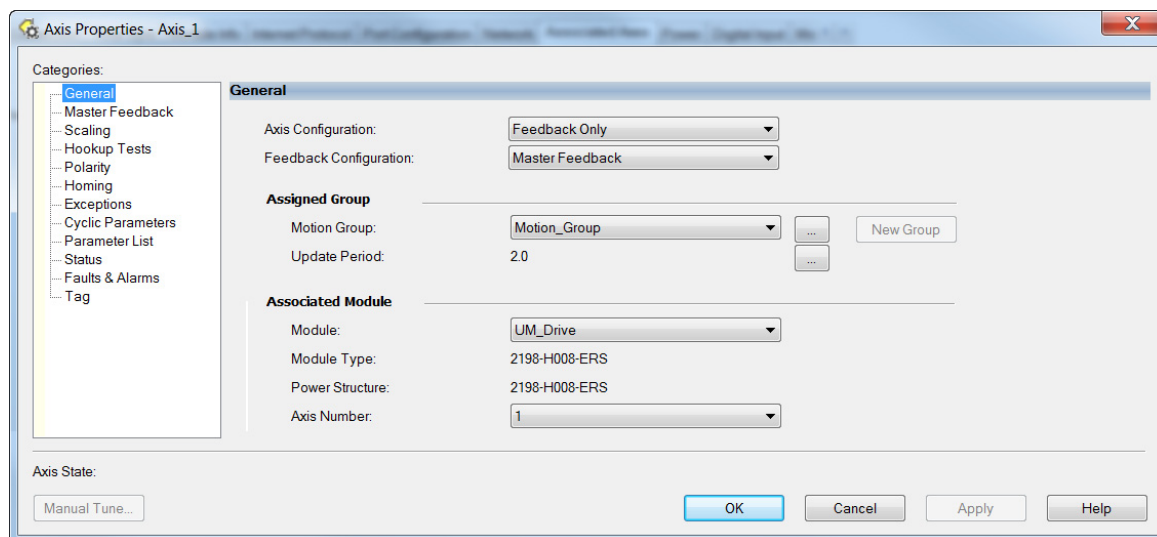 Axis Properties - Axis_1
Categories:
General
Master Feedback
Scaling
Hookup Tests
Polarity
Homing
Exceptions
Cyclic Parameters
Parameter List
Status
Faults & Alarms
Tag
General
Axis Configuration: Feedback Only
Feedback Configuration: Master Feedback
Assigned Group
Motion Group: Motion_Group ... New Group
Update Period: 2.0 ...
Associated Module
Module: UM_Drive
Module Type: 2198-H008-ERS
Power Structure: 2198-H008-ERS
Axis Number: 1
Axis State:
Manual Tune... OK Cancel Apply Help